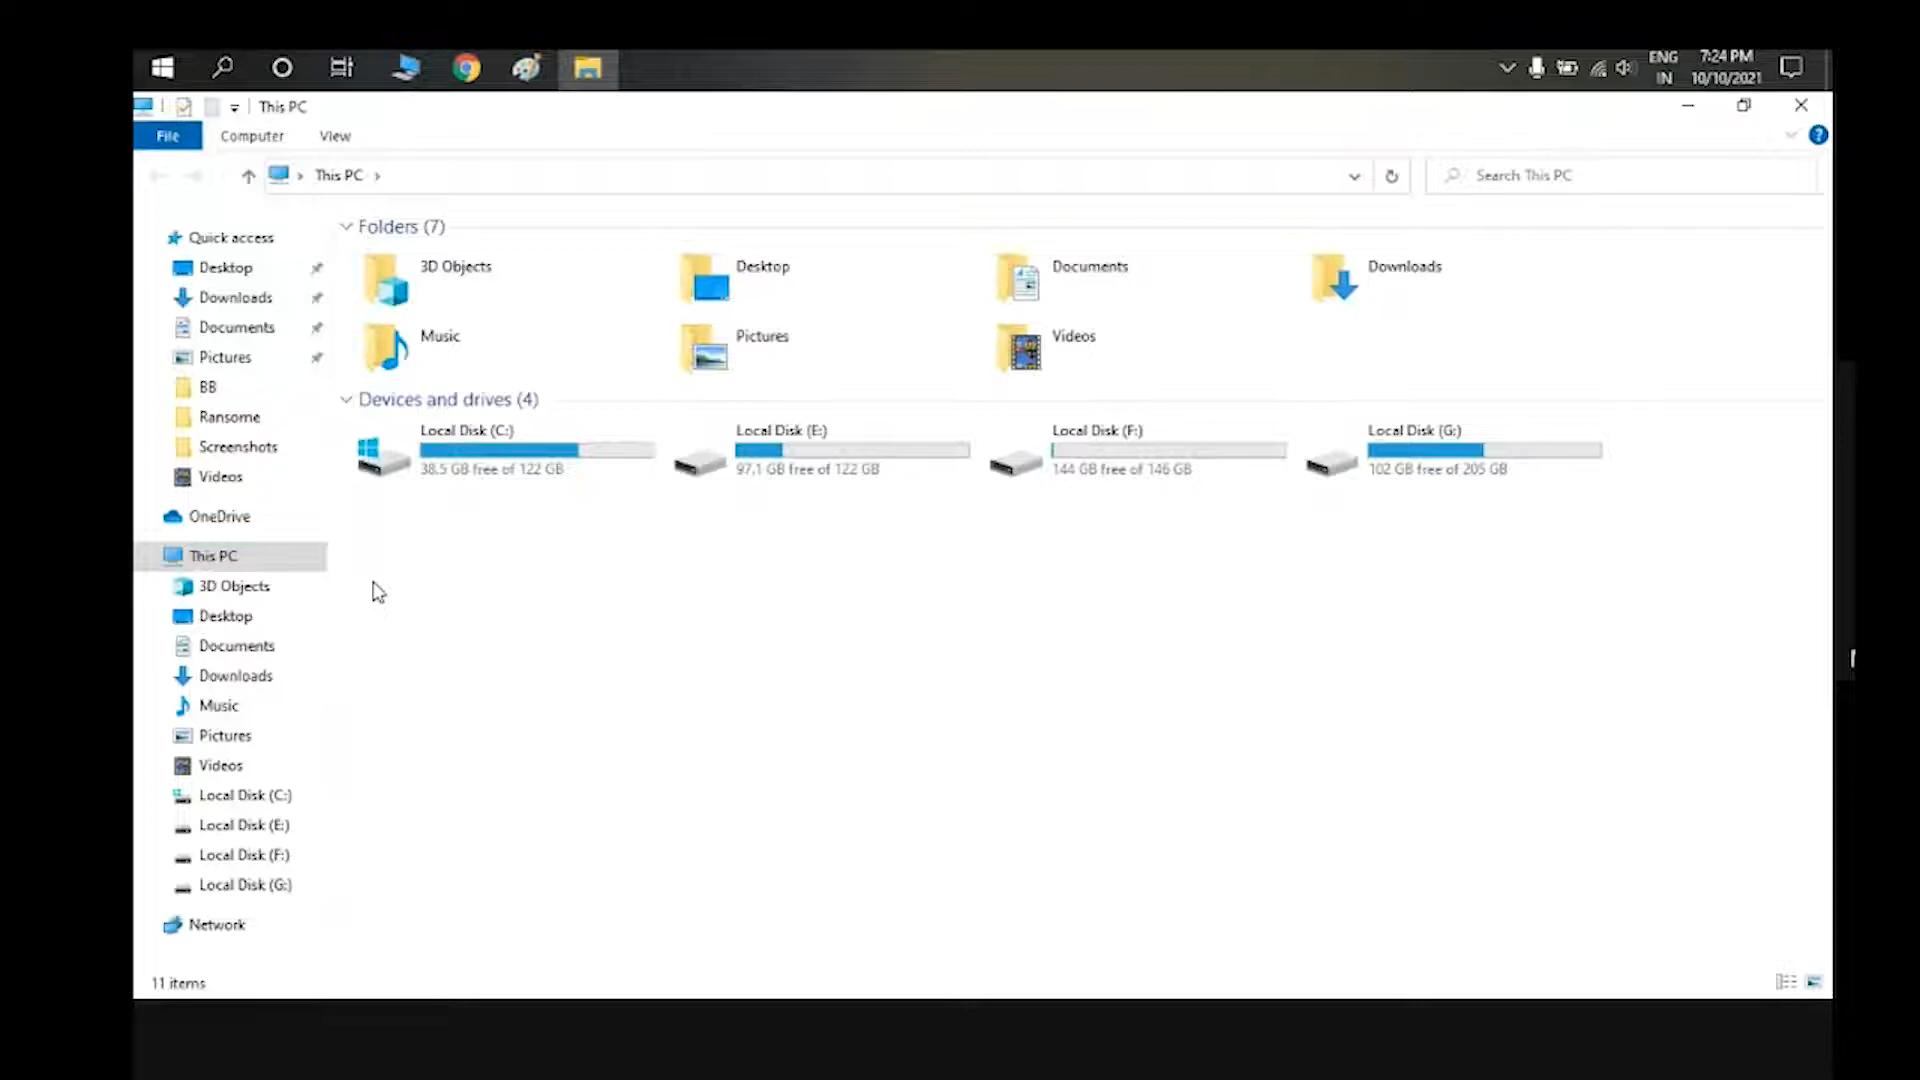 ENG
7:24 PM
IN
10/10/2021
This PC
File
Computer
View
This PC
Search This PC
Quick access
Desktop
Downloads
Documents
Pictures
BB
Ransome
Screenshots
Videos
OneDrive
This PC
3D Objects
Desktop
Documents
Downloads
Music
Pictures
Videos
Local Disk (C:)
Local Disk (E:)
Local Disk (F:)
Local Disk (G:)
Network
Folders (7)
3D Objects
Desktop
Documents
Downloads
Music
Pictures
Videos
Devices and drives (4)
Local Disk (C:)
38.5 GB free of 122 GB
Local Disk (E:)
97.1 GB free of 122 GB
Local Disk (F:)
144 GB free of 146 GB
Local Disk (G:)
102 GB free of 205 GB
11 items